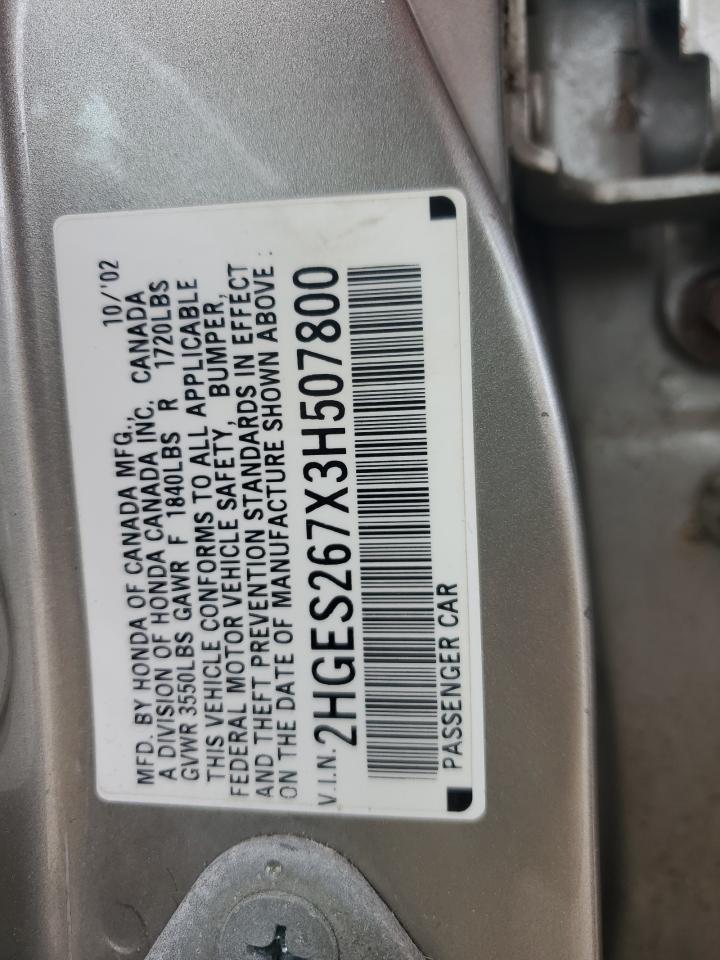 MFD. BY HONDA OF CANADA MFG., 10/'02
A DIVISION OF HONDA CANADA INC. CANADA
GVWR 3550LBS GAWR F 1840LBS R 1720LBS
THIS VEHICLE CONFORMS TO ALL APPLICABLE
FEDERAL MOTOR VEHICLE SAFETY, BUMPER,
AND THEFT PREVENTION STANDARDS IN EFFECT
ON THE DATE OF MANUFACTURE SHOWN ABOVE :
V.I.N. 2HGES267X3H507800
PASSENGER CAR